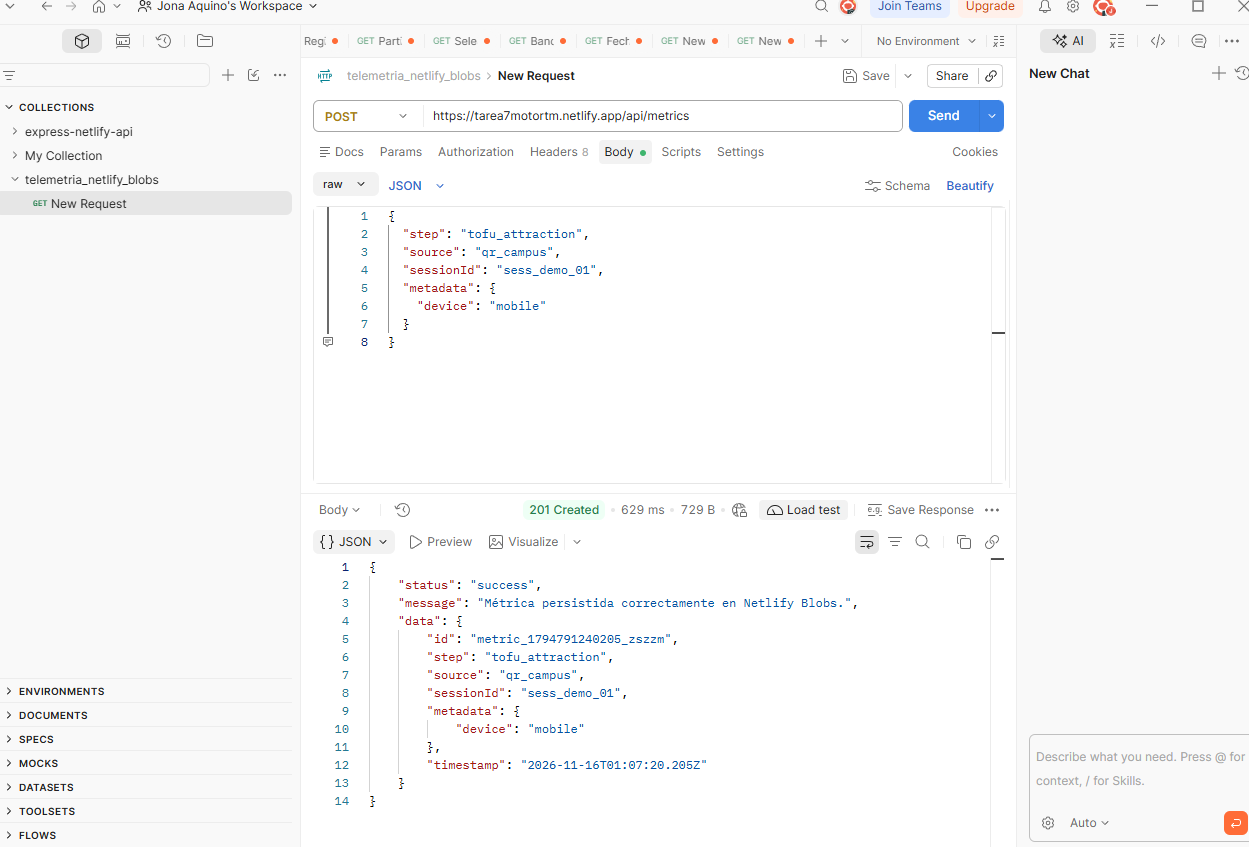 Jona Aquino's Workspace
Join Teams
Upgrade
Reg
GET Parti
GET Sele
GET Banc
GET Fech
GET New
GET New
No Environment
AI
HTTP telemetria_netlify_blobs > New Request
Save
Share
New Chat
COLLECTIONS
express-netlify-api
My Collection
telemetria_netlify_blobs
GET New Request
POST
https://tarea7motortm.netlify.app/api/metrics
Send
Docs
Params
Authorization
Headers 8
Body
Scripts
Settings
Cookies
raw
JSON
Schema
Beautify
1 {
2 "step": "tofu_attraction",
3 "source": "qr_campus",
4 "sessionId": "sess_demo_01",
5 "metadata": {
6 "device": "mobile"
7 }
8 }
Body
201 Created
629 ms
729 B
Load test
e.g. Save Response
{} JSON
Preview
Visualize
1 {
2 "status": "success",
3 "message": "Métrica persistida correctamente en Netlify Blobs.",
4 "data": {
5 "id": "metric_1794791240205_zszzm",
6 "step": "tofu_attraction",
7 "source": "qr_campus",
8 "sessionId": "sess_demo_01",
9 "metadata": {
10 "device": "mobile"
11 },
12 "timestamp": "2026-11-16T01:07:20.205Z"
13 }
14 }
ENVIRONMENTS
DOCUMENTS
SPECS
MOCKS
DATASETS
TOOLSETS
FLOWS
Describe what you need. Press @ for
context, / for Skills.
Auto